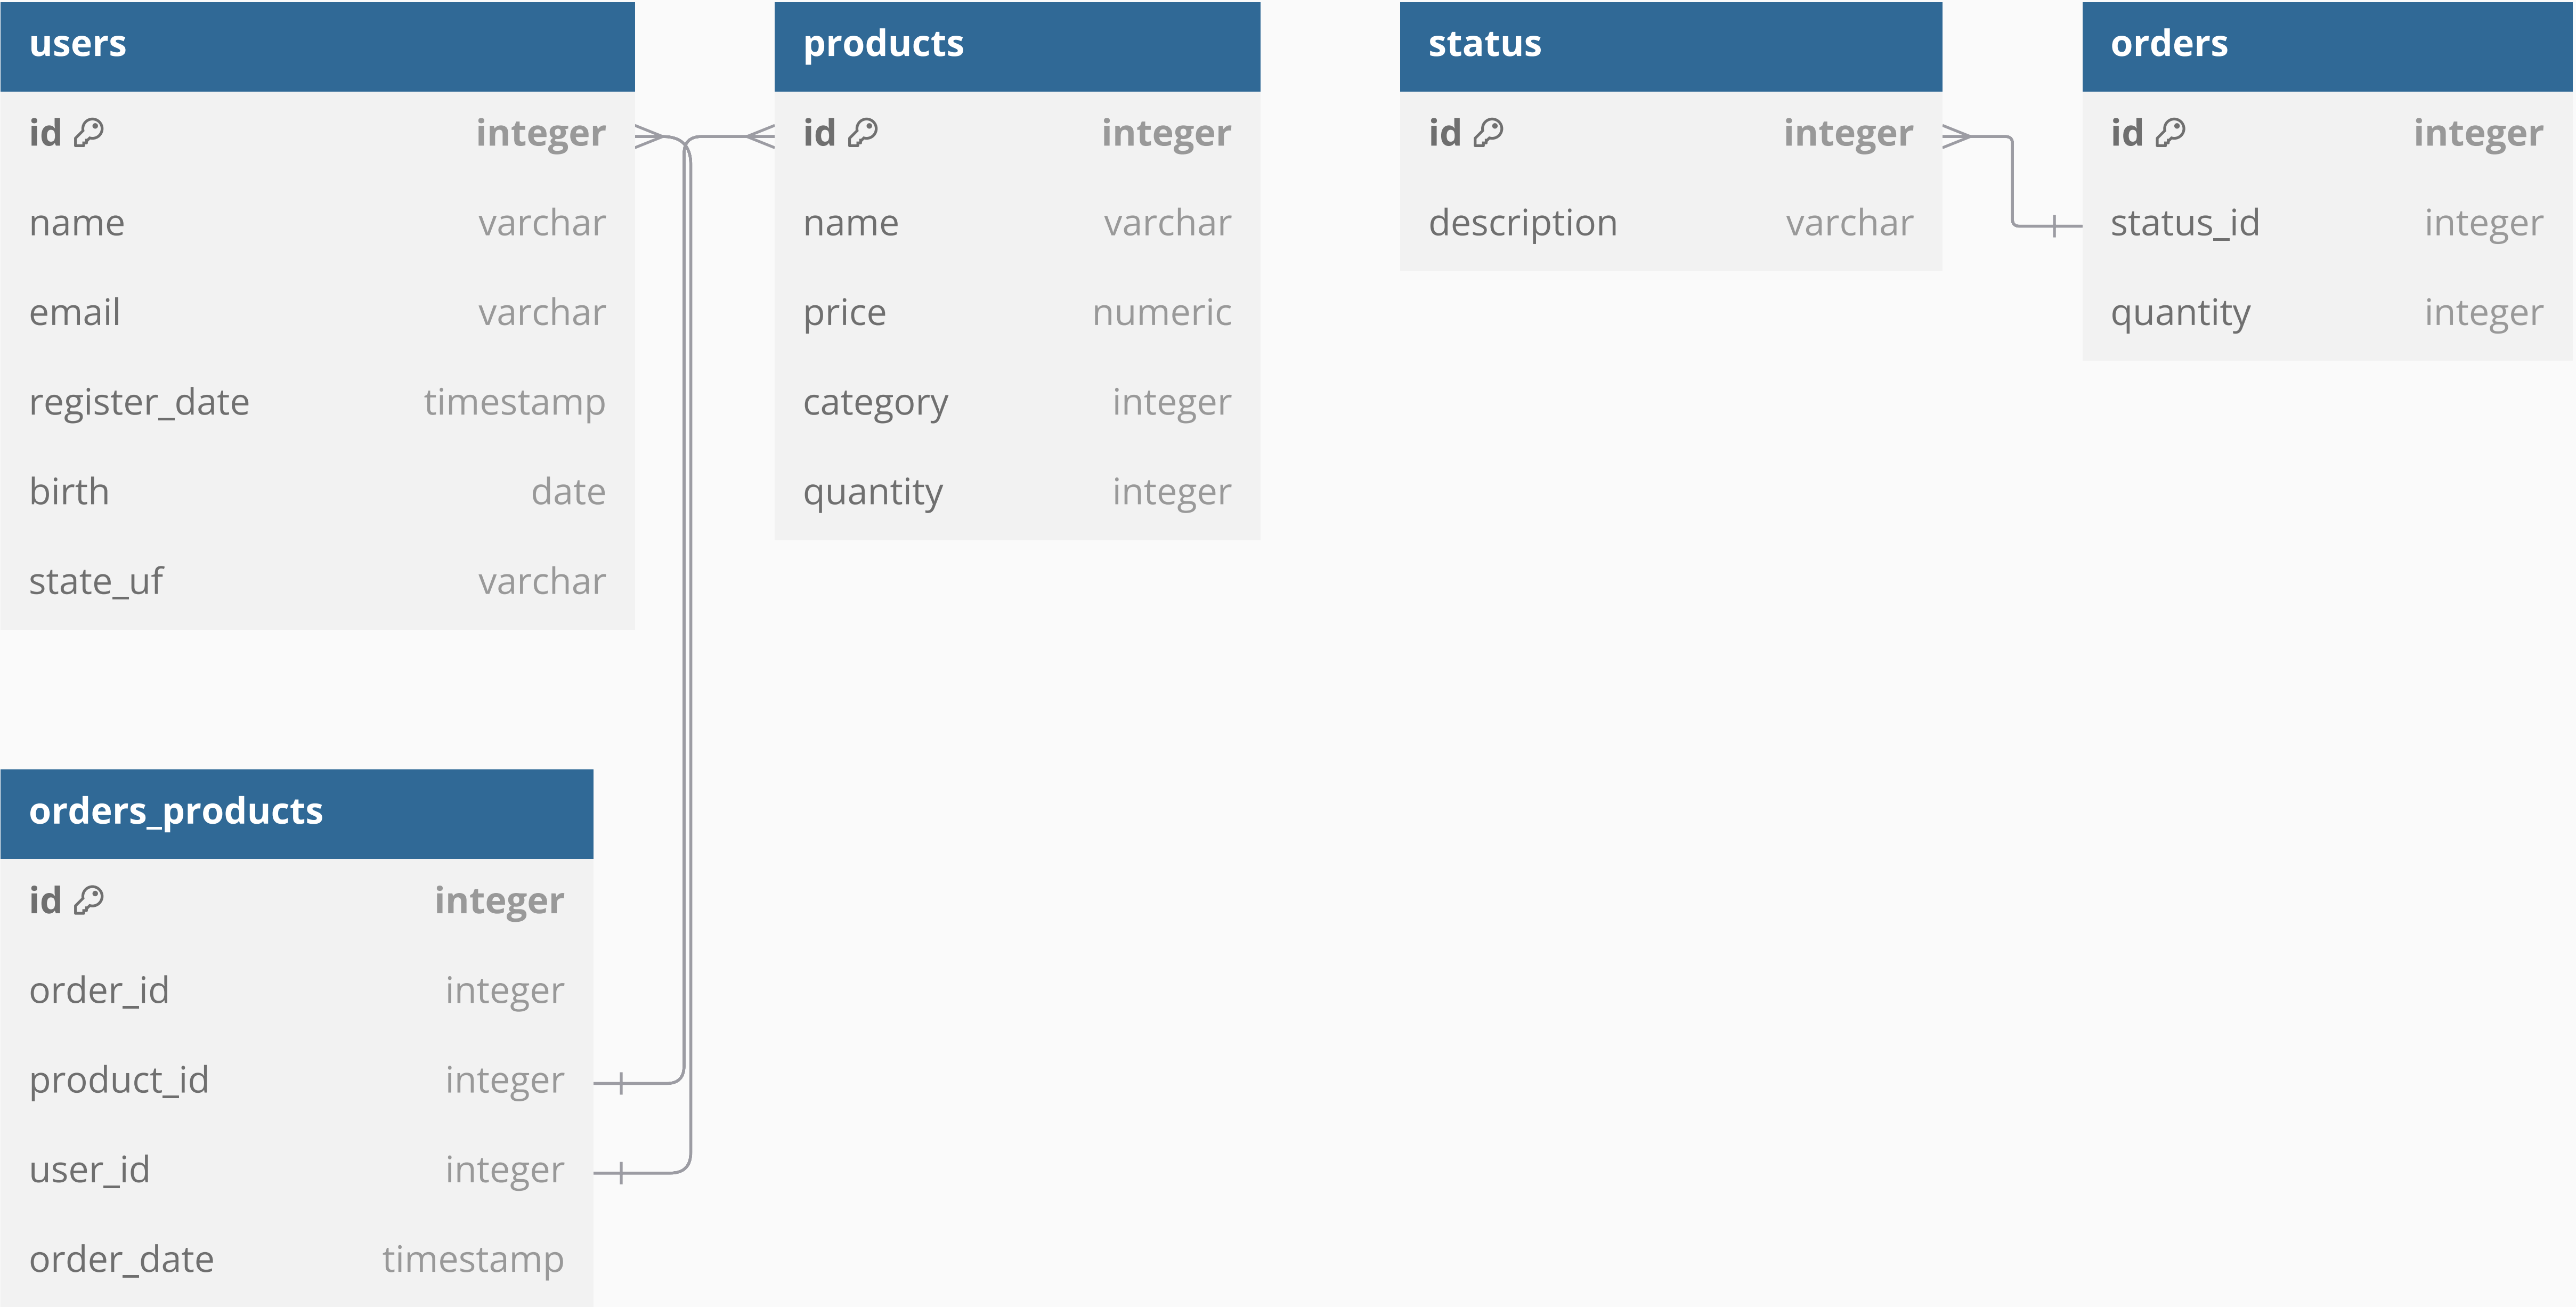 users
id integer
name varchar
email varchar
register_date timestamp
birth date
state_uf varchar
products
id integer
name varchar
price numeric
category integer
quantity integer
status
id integer
description varchar
orders
id integer
status_id integer
quantity integer
orders_products
id integer
order_id integer
product_id integer
user_id integer
order_date timestamp